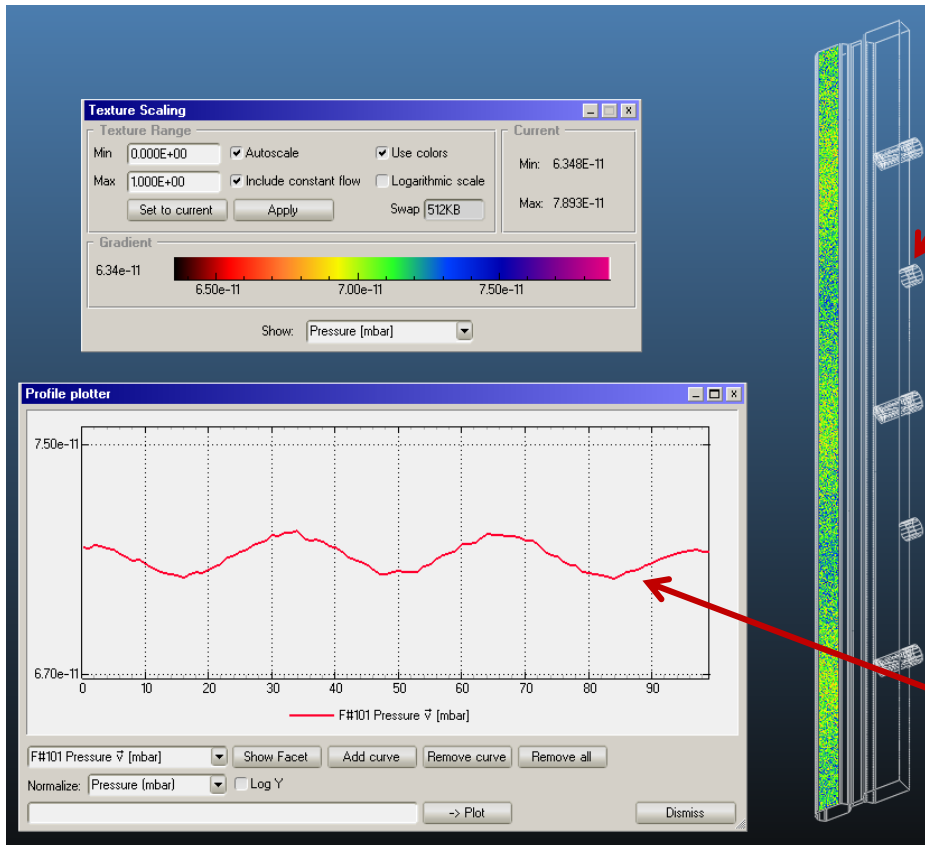 Texture Scaling
Texture Range
Current
Min 0.000E+00 Autoscale Use colors
Min: 6.348E-11
Max 1.000E+00 Include constant flow Logarithmic scale
Set to current Apply Swap 512KB
Max: 7.893E-11
Gradient
6.34e-11
6.50e-11 7.00e-11 7.50e-11
Show: Pressure [mbar]
Profile plotter
7.50e-11
6.70e-11
0 10 20 30 40 50 60 70 80 90
F#101 Pressure v⃗ [mbar]
F#101 Pressure v⃗ [mbar] Show Facet Add curve Remove curve Remove all
Normalize: Pressure (mbar) Log Y
-> Plot Dismiss